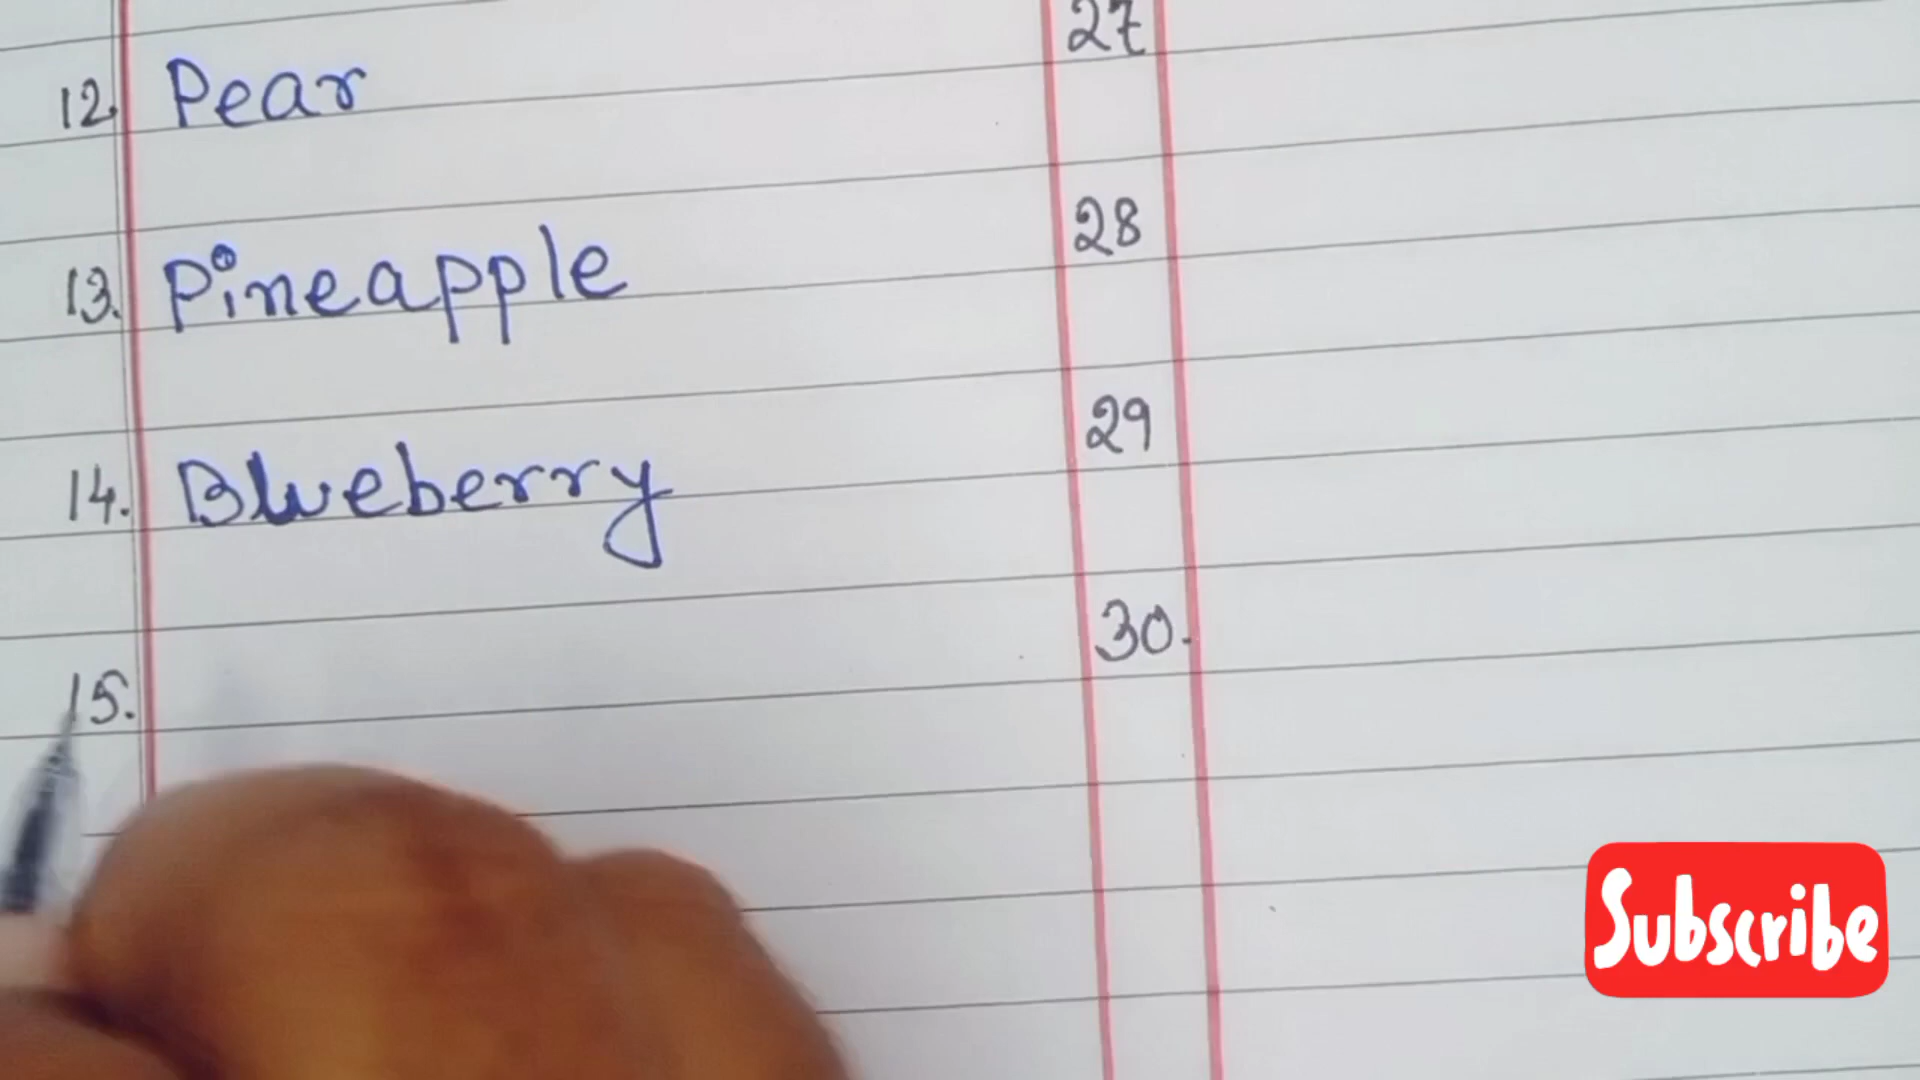 12. Pear
13. Pineapple
14. Blueberry
15.
27
28
29
30.
Subscribe